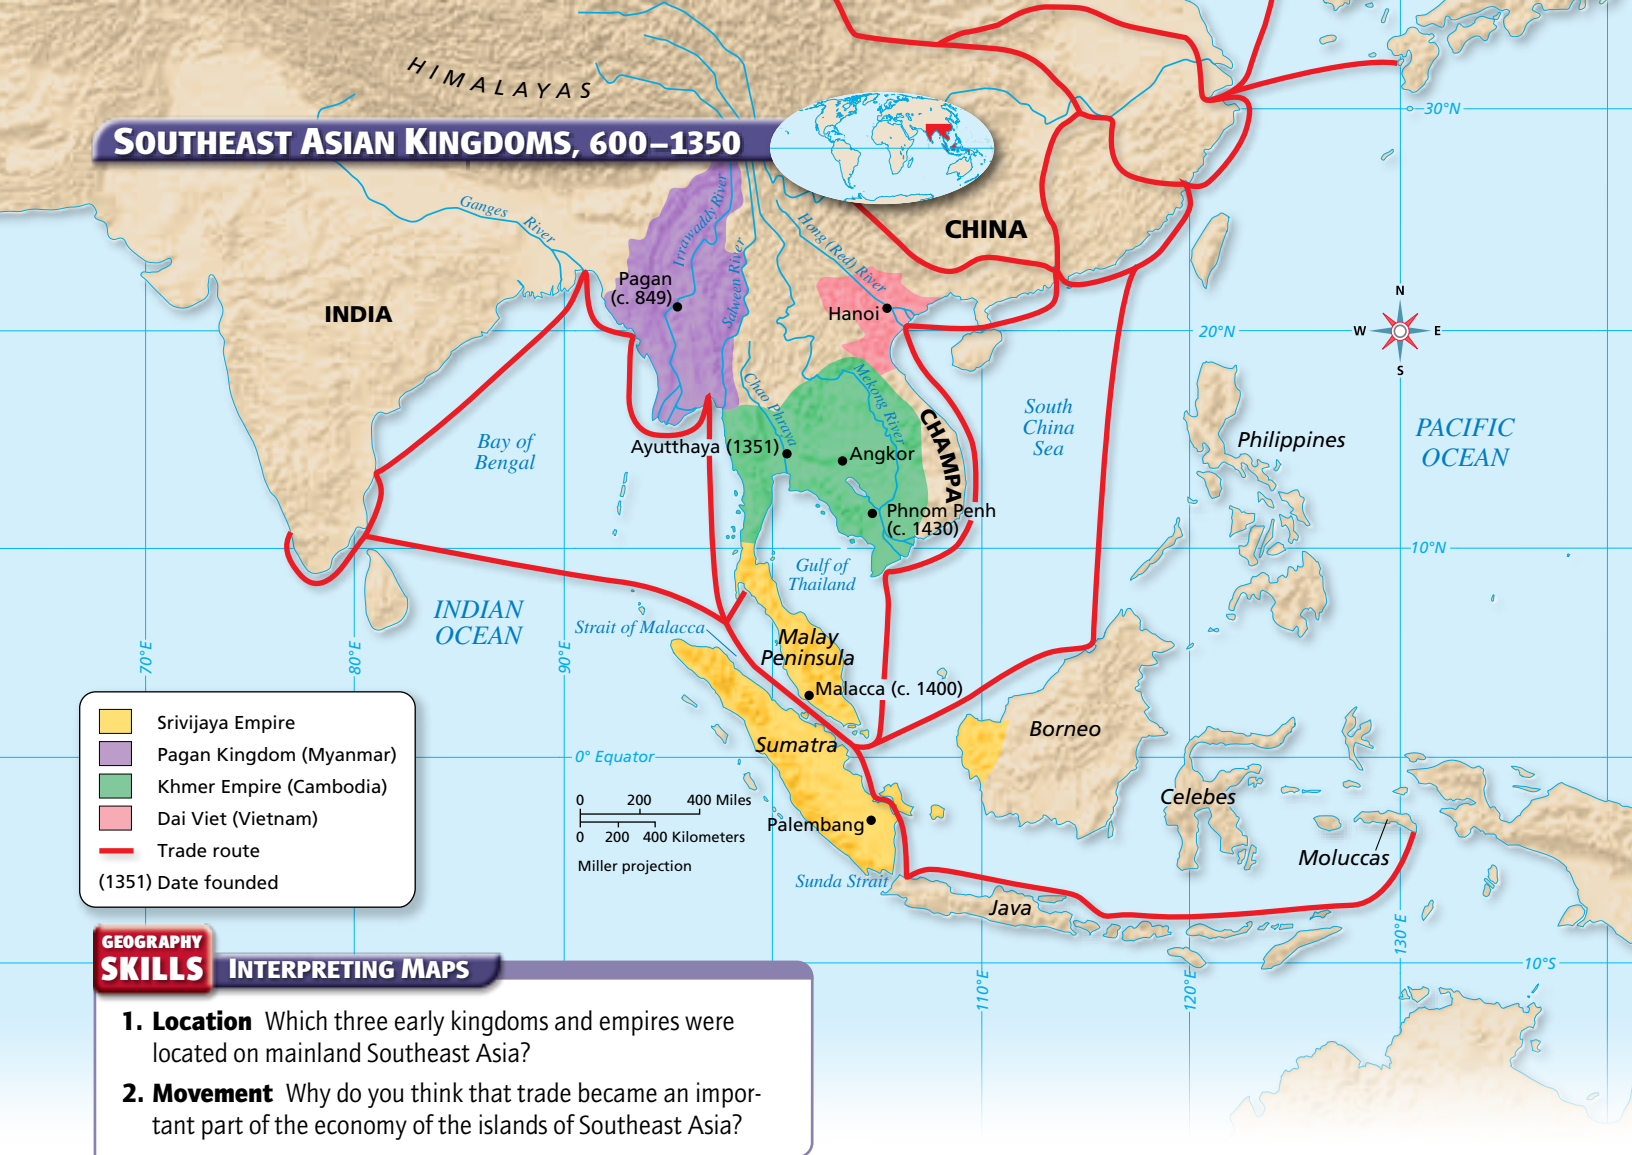 HIMALAYAS
SOUTHEAST ASIAN KINGDOMS, 600–1350
30°N
Ganges River
Irrawaddy River
Salween River
Hong (Red) River
CHINA
Pagan
(c. 849)
INDIA
Hanoi
20°N
N
W
E
S
Chao Phraya
Mekong River
CHAMPA
South
China
Sea
Philippines
PACIFIC
OCEAN
Bay of
Bengal
Ayutthaya (1351)
Angkor
Phnom Penh
(c. 1430)
10°N
Gulf of
Thailand
INDIAN
OCEAN
Strait of Malacca
Malay
Peninsula
70°E
80°E
90°E
Malacca (c. 1400)
Srivijaya Empire
Pagan Kingdom (Myanmar)
Khmer Empire (Cambodia)
Dai Viet (Vietnam)
Trade route
(1351) Date founded
Sumatra
Borneo
0° Equator
0 200 400 Miles
0 200 400 Kilometers
Miller projection
Palembang
Celebes
Moluccas
Sunda Strait
Java
110°E
120°E
130°E
10°S
GEOGRAPHY
SKILLS
INTERPRETING MAPS
1. Location Which three early kingdoms and empires were
located on mainland Southeast Asia?
2. Movement Why do you think that trade became an impor-
tant part of the economy of the islands of Southeast Asia?